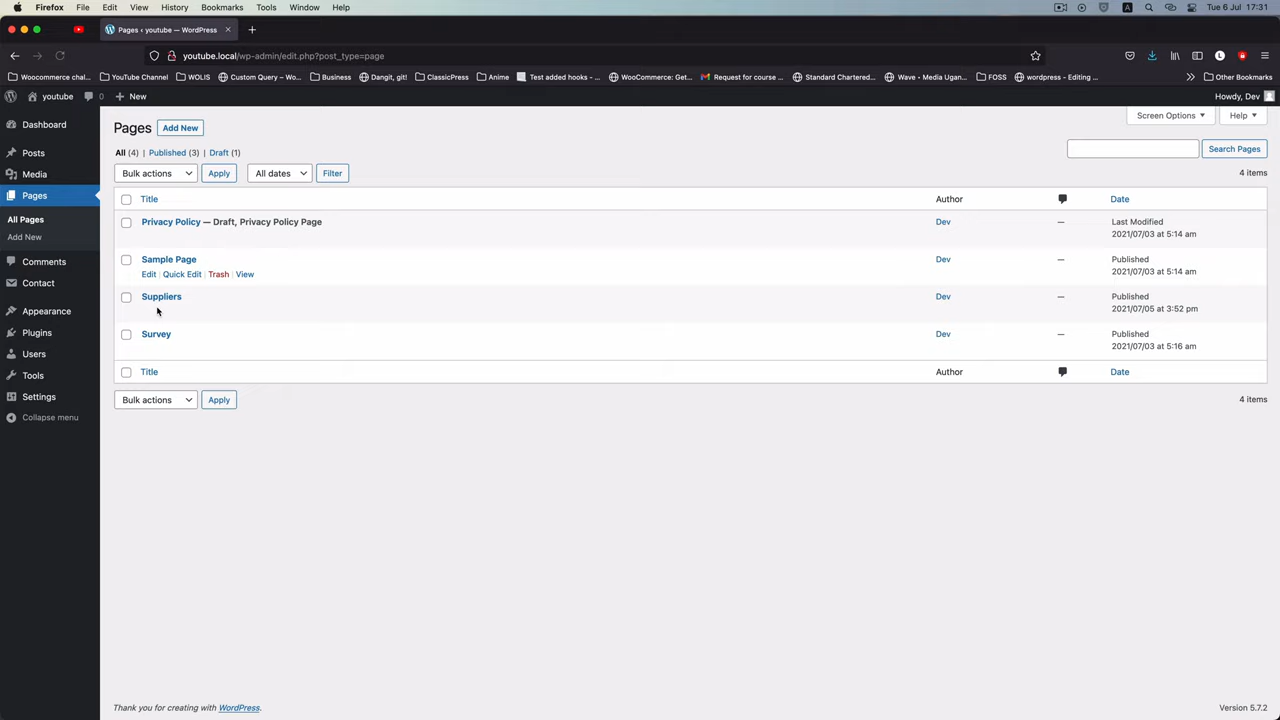 Firefox File Edit View History Bookmarks Tools Window Help A Tue 6 Jul 17:31
Pages ‹ youtube — WordPress
youtube.local/wp-admin/edit.php?post_type=page L
Woocommerce chal... YouTube Channel WOLIS Custom Query – Wo... Business Dangit, git! ClassicPress Anime Test added hooks - ... WooCommerce: Get... Request for course ... Standard Chartered... Wave • Media Ugan... FOSS wordpress - Editing ... Other Bookmarks
youtube 0 New Howdy, Dev
Dashboard
Posts
Media
Pages
All Pages
Add New
Comments
Contact
Appearance
Plugins
Users
Tools
Settings
Collapse menu
Screen Options Help
Pages Add New
All (4) | Published (3) | Draft (1)
Search Pages
Bulk actions Apply All dates Filter 4 items
Title Author Date
Privacy Policy — Draft, Privacy Policy Page Dev — Last Modified
2021/07/03 at 5:14 am
Sample Page Dev — Published
Edit | Quick Edit | Trash | View 2021/07/03 at 5:14 am
Suppliers Dev — Published
2021/07/05 at 3:52 pm
Survey Dev — Published
2021/07/03 at 5:16 am
Title Author Date
Bulk actions Apply 4 items
Thank you for creating with WordPress. Version 5.7.2